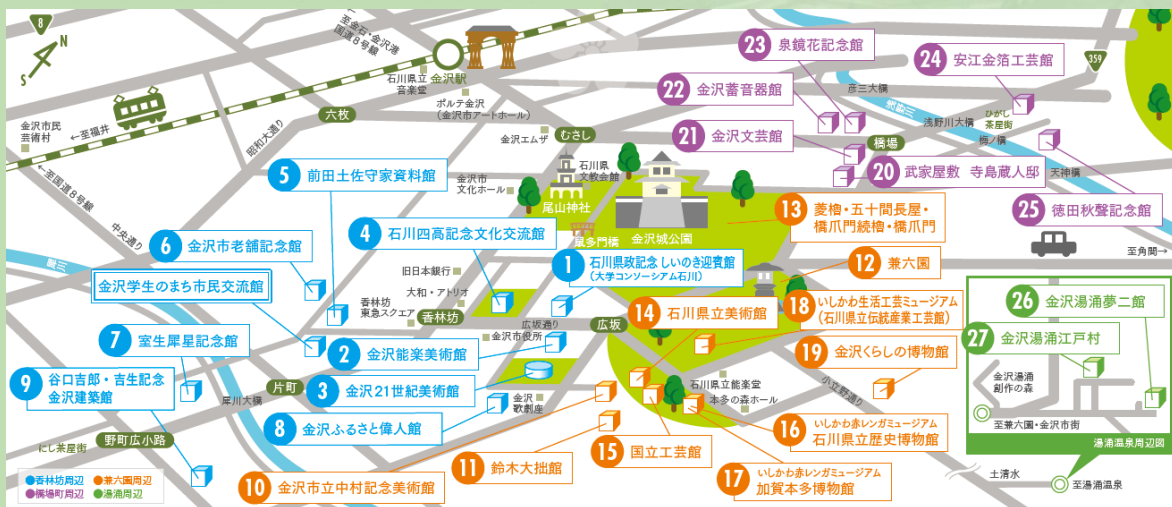 8
N
S
←至金石・金沢港
国道8号線
石川県立
音楽堂
金沢駅
ポルテ金沢
(金沢市アートホール)
金沢市民
芸術村
←至福井
六枚
昭和大通り
金沢エムザ
むさし
←至国道8号線
中央通り
犀川
金沢市
文化ホール
石川県
文教会館
尾山神社
鼠多門橋
金沢城公園
23 泉鏡花記念館
22 金沢蓄音器館
21 金沢文芸館
20 武家屋敷 寺島蔵人邸
24 安江金箔工芸館
25 徳田秋聲記念館
359
彦三大橋
浅野川
浅野川大橋
ひがし
茶屋街
梅ノ橋
橋場
天神橋
至角間→
5 前田土佐守家資料館
4 石川四高記念文化交流館
6 金沢市老舗記念館
金沢学生のまち市民交流館
1 石川県政記念 しいのき迎賓館
(大学コンソーシアム石川)
13 菱櫓・五十間長屋・
橋爪門続櫓・橋爪門
12 兼六園
旧日本銀行
大和・アトリオ
香林坊
東急スクエア
香林坊
広坂通り
金沢市役所
広坂
7 室生犀星記念館
2 金沢能楽美術館
3 金沢21世紀美術館
8 金沢ふるさと偉人館
9 谷口吉郎・吉生記念
金沢建築館
片町
犀川大橋
にし茶屋街
野町広小路
金沢
歌劇座
14 石川県立美術館
18 いしかわ生活工芸ミュージアム
(石川県立伝統産業工芸館)
19 金沢くらしの博物館
石川県立能楽堂
本多の森ホール
小立野通り
16 いしかわ赤レンガミュージアム
石川県立歴史博物館
17 いしかわ赤レンガミュージアム
加賀本多博物館
15 国立工芸館
11 鈴木大拙館
10 金沢市立中村記念美術館
26 金沢湯涌夢二館
27 金沢湯涌江戸村
金沢湯涌
創作の森
至兼六園・金沢市街
湯涌温泉周辺図
土清水
至湯涌温泉
●香林坊周辺 ●兼六園周辺
●橋場町周辺 ●湯涌周辺